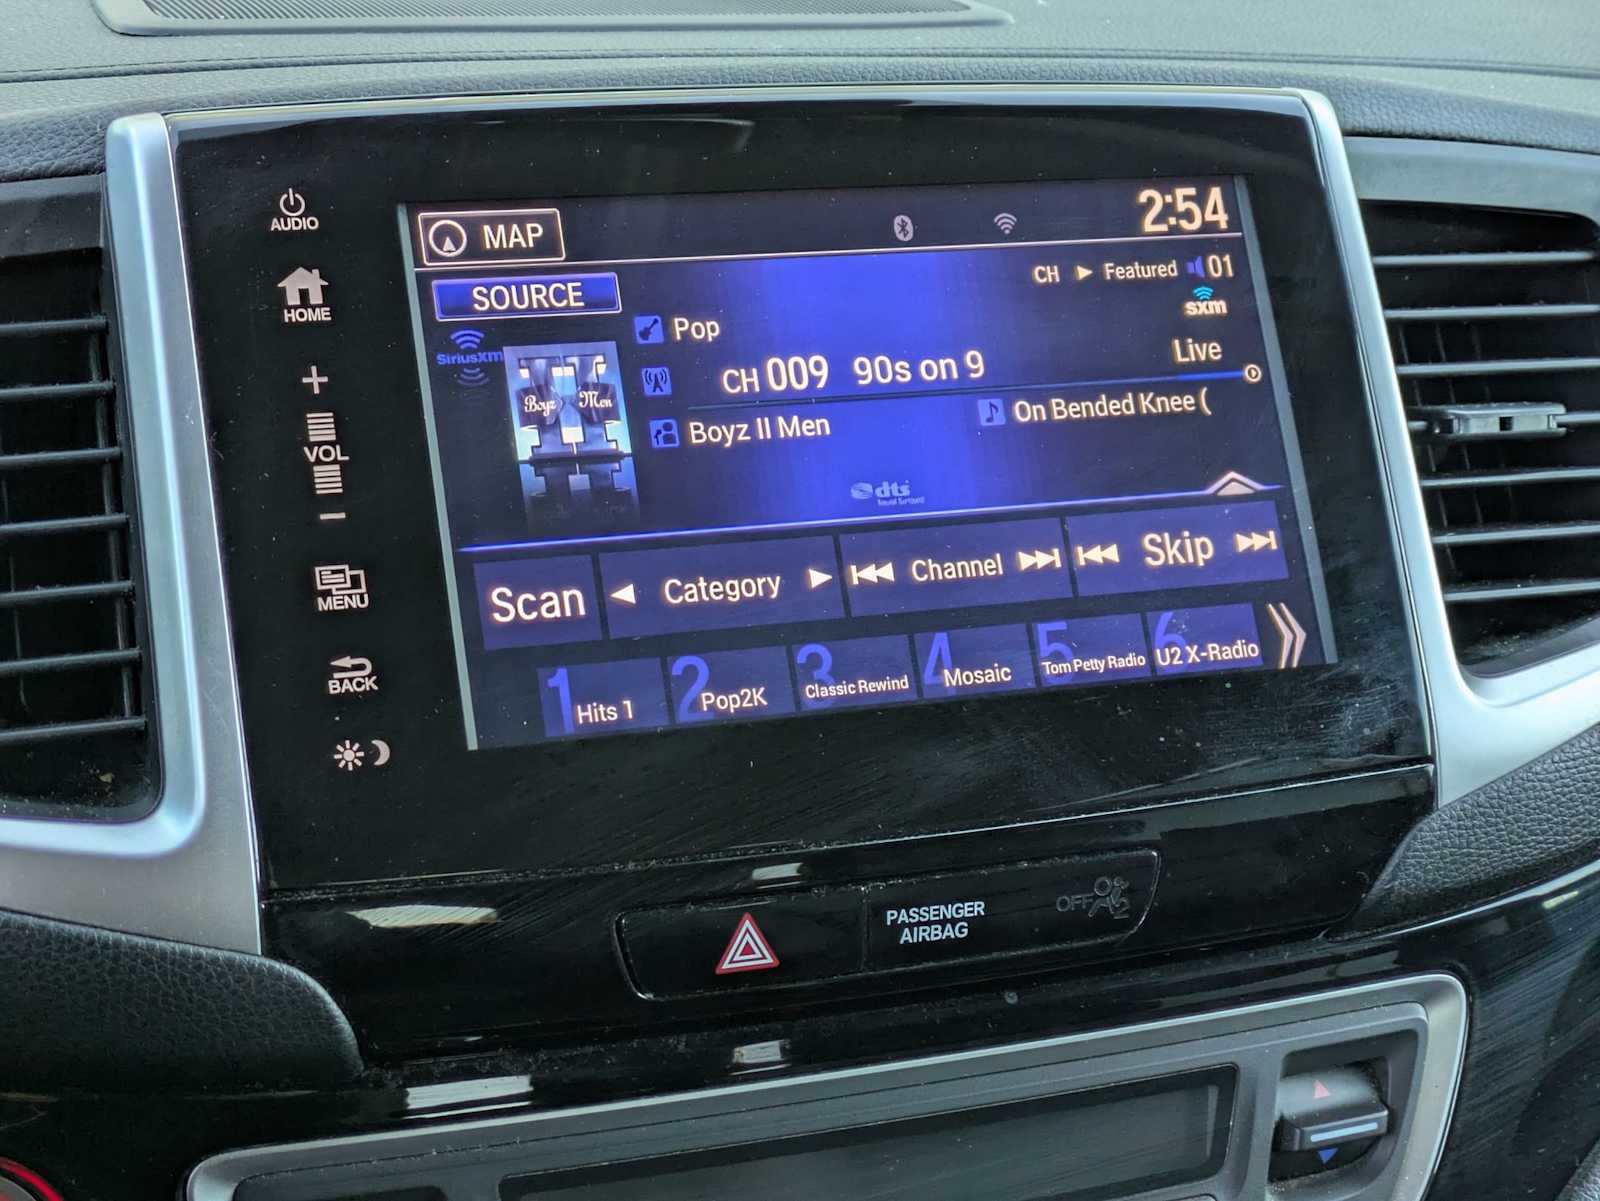 AUDIO
HOME
+
VOL
-
MENU
BACK
MAP
2:54
SOURCE
CH ▶ Featured 01
sxm
SiriusXM
Pop
Live
CH 009 90s on 9
Boyz II Men
Boyz II Men
On Bended Knee (
dts
Scan
◀ Category ▶
Channel
Skip
1 Hits 1
2 Pop2K
3 Classic Rewind
4 Mosaic
5 Tom Petty Radio
6 U2 X-Radio
PASSENGER
AIRBAG
OFF
2